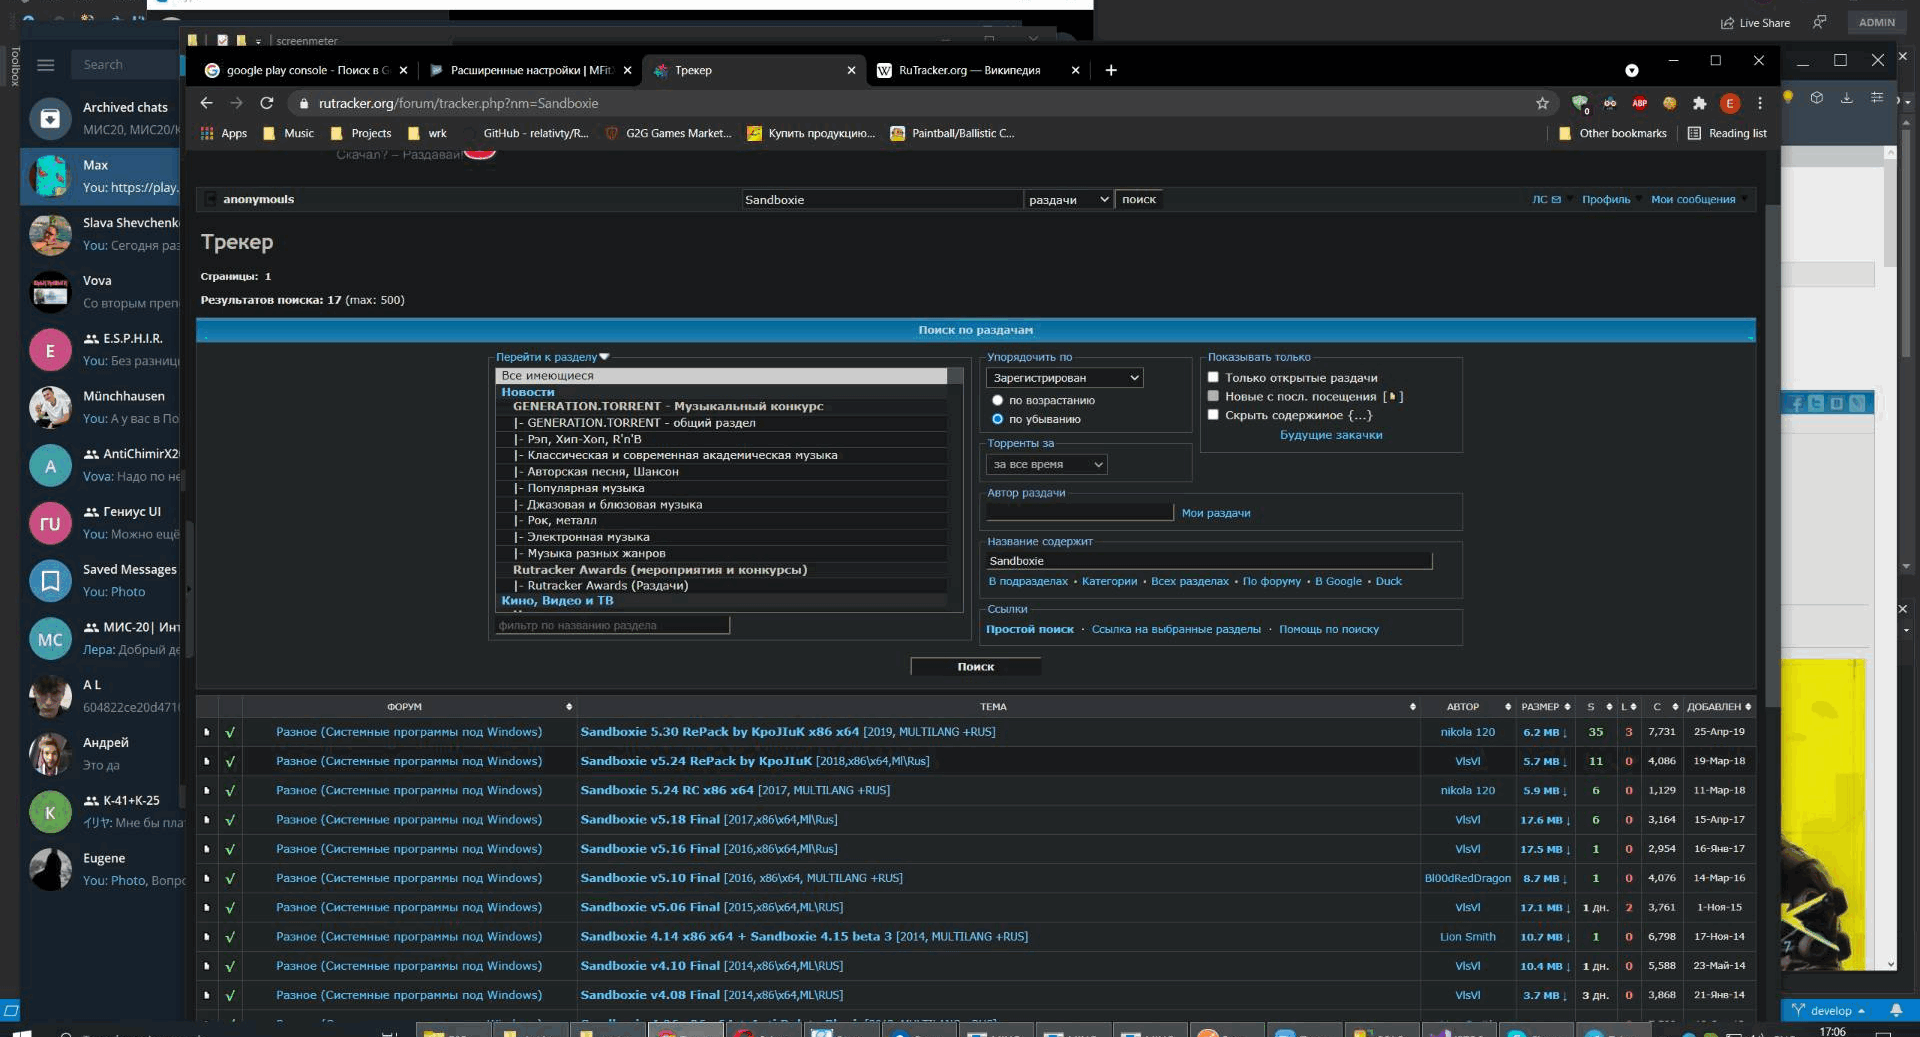 Live Share
ADMIN
screenmeter
Toolbox
Search
google play console - Поиск в G
Расширенные настройки | MFit
Трекер
RuTracker.org — Википедия
rutracker.org/forum/tracker.php?nm=Sandboxie
ABP
E
Apps
Music
Projects
wrk
GitHub - relativty/R...
G2G Games Market...
Купить продукцию...
Paintball/Ballistic C...
Other bookmarks
Reading list
Archived chats
МИС20, МИС20/К
Max
You: https://play.
Slava Shevchenk
You: Сегодня раз
Vova
Со вторым преп
E
E.S.P.H.I.R.
You: Без разниц
Münchhausen
You: А у вас в По
A
AntiChimirX2
Vova: Надо по не
ГU
Гениус UI
You: Можно ещё
Saved Messages
You: Photo
МС
МИС-20| Инт
Лера: Добрый де
A L
604822ce20d471
Андрей
Это да
К
К-41+К-25
イリヤ: Мне бы пла
Eugene
You: Photo, Вопро
Скачал? – Раздавай!
anonymouls
Sandboxie
раздачи
поиск
ЛС
Профиль
Мои сообщения
Трекер
Страницы: 1
Результатов поиска: 17 (max: 500)
Поиск по раздачам
Перейти к разделу
Все имеющиеся
Новости
GENERATION.TORRENT - Музыкальный конкурс
|- GENERATION.TORRENT - общий раздел
|- Рэп, Хип-Хоп, R'n'B
|- Классическая и современная академическая музыка
|- Авторская песня, Шансон
|- Популярная музыка
|- Джазовая и блюзовая музыка
|- Рок, металл
|- Электронная музыка
|- Музыка разных жанров
Rutracker Awards (мероприятия и конкурсы)
|- Rutracker Awards (Раздачи)
Кино, Видео и ТВ
фильтр по названию раздела
Упорядочить по
Зарегистрирован
по возрастанию
по убыванию
Торренты за
за все время
Показывать только
Только открытые раздачи
Новые с посл. посещения [ ]
Скрыть содержимое {...}
Будущие закачки
Автор раздачи
Мои раздачи
Название содержит
Sandboxie
В подразделах • Категории • Всех разделах • По форуму • В Google • Duck
Ссылки
Простой поиск · Ссылка на выбранные разделы · Помощь по поиску
Поиск
ФОРУМ ТЕМА АВТОР РАЗМЕР S L C ДОБАВЛЕН
√ Разное (Системные программы под Windows) Sandboxie 5.30 RePack by KpoJIuK x86 x64 [2019, MULTILANG +RUS] nikola 120 6.2 MB ↓ 35 3 7,731 25-Апр-19
√ Разное (Системные программы под Windows) Sandboxie v5.24 RePack by KpoJIuK [2018,x86\x64,Ml\Rus] VlsVl 5.7 MB ↓ 11 0 4,086 19-Мар-18
√ Разное (Системные программы под Windows) Sandboxie 5.24 RC x86 x64 [2017, MULTILANG +RUS] nikola 120 5.9 MB ↓ 6 0 1,129 11-Мар-18
√ Разное (Системные программы под Windows) Sandboxie v5.18 Final [2017,x86\x64,Ml\Rus] VlsVl 17.6 MB ↓ 6 0 3,164 15-Апр-17
√ Разное (Системные программы под Windows) Sandboxie v5.16 Final [2016,x86\x64,Ml\Rus] VlsVl 17.5 MB ↓ 1 0 2,954 16-Янв-17
√ Разное (Системные программы под Windows) Sandboxie v5.10 Final [2016, x86\x64, MULTILANG +RUS] Bl00dRedDragon 8.7 MB ↓ 1 0 4,076 14-Мар-16
√ Разное (Системные программы под Windows) Sandboxie v5.06 Final [2015,x86\x64,ML\RUS] VlsVl 17.1 MB ↓ 1 дн. 2 3,761 1-Ноя-15
√ Разное (Системные программы под Windows) Sandboxie 4.14 x86 x64 + Sandboxie 4.15 beta 3 [2014, MULTILANG +RUS] Lion Smith 10.7 MB ↓ 1 0 6,798 17-Ноя-14
√ Разное (Системные программы под Windows) Sandboxie v4.10 Final [2014,x86\x64,ML\RUS] VlsVl 10.4 MB ↓ 1 дн. 0 5,588 23-Май-14
√ Разное (Системные программы под Windows) Sandboxie v4.08 Final [2014,x86\x64,ML\RUS] VlsVl 3.7 MB ↓ 3 дн. 0 3,868 21-Янв-14
develop
17:06